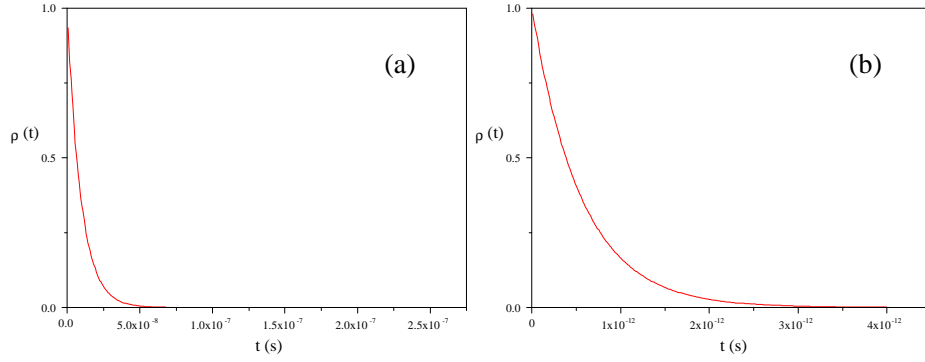 1.0
(a)
ρ (t)
0.5
0.0
0.0 5.0x10⁻⁸ 1.0x10⁻⁷ 1.5x10⁻⁷ 2.0x10⁻⁷ 2.5x10⁻⁷
t (s)
1.0
(b)
ρ (t)
0.5
0.0
0 1x10⁻¹² 2x10⁻¹² 3x10⁻¹² 4x10⁻¹²
t (s)